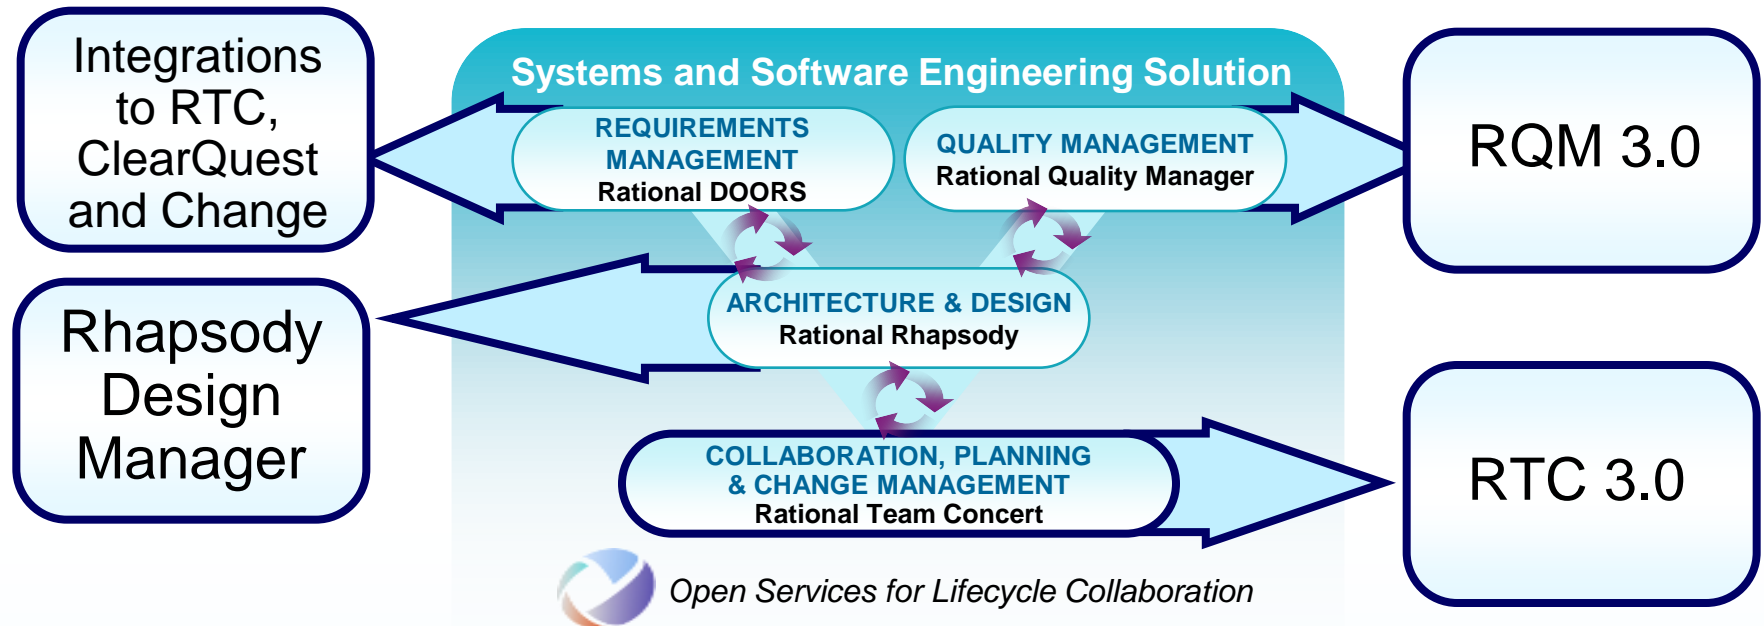 Integrations
to RTC,
ClearQuest
and Change
Rhapsody
Design
Manager
Systems and Software Engineering Solution
REQUIREMENTS
MANAGEMENT
Rational DOORS
QUALITY MANAGEMENT
Rational Quality Manager
ARCHITECTURE & DESIGN
Rational Rhapsody
COLLABORATION, PLANNING
& CHANGE MANAGEMENT
Rational Team Concert
Open Services for Lifecycle Collaboration
RQM 3.0
RTC 3.0